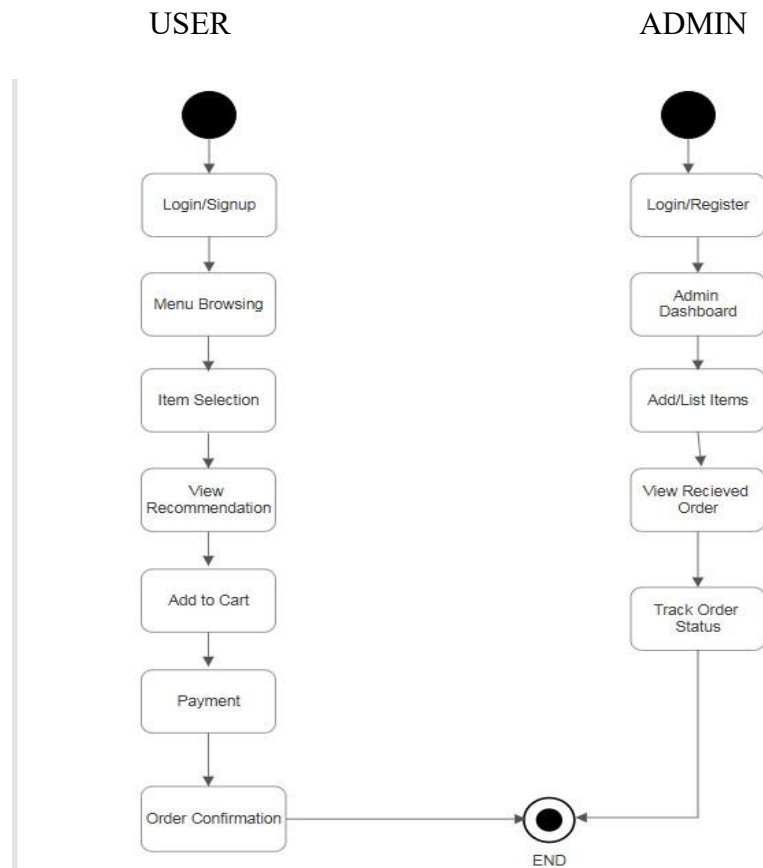 USER
ADMIN
Login/Signup
Menu Browsing
Item Selection
View
Recommendation
Add to Cart
Payment
Order Confirmation
Login/Register
Admin
Dashboard
Add/List Items
View Recieved
Order
Track Order
Status
END